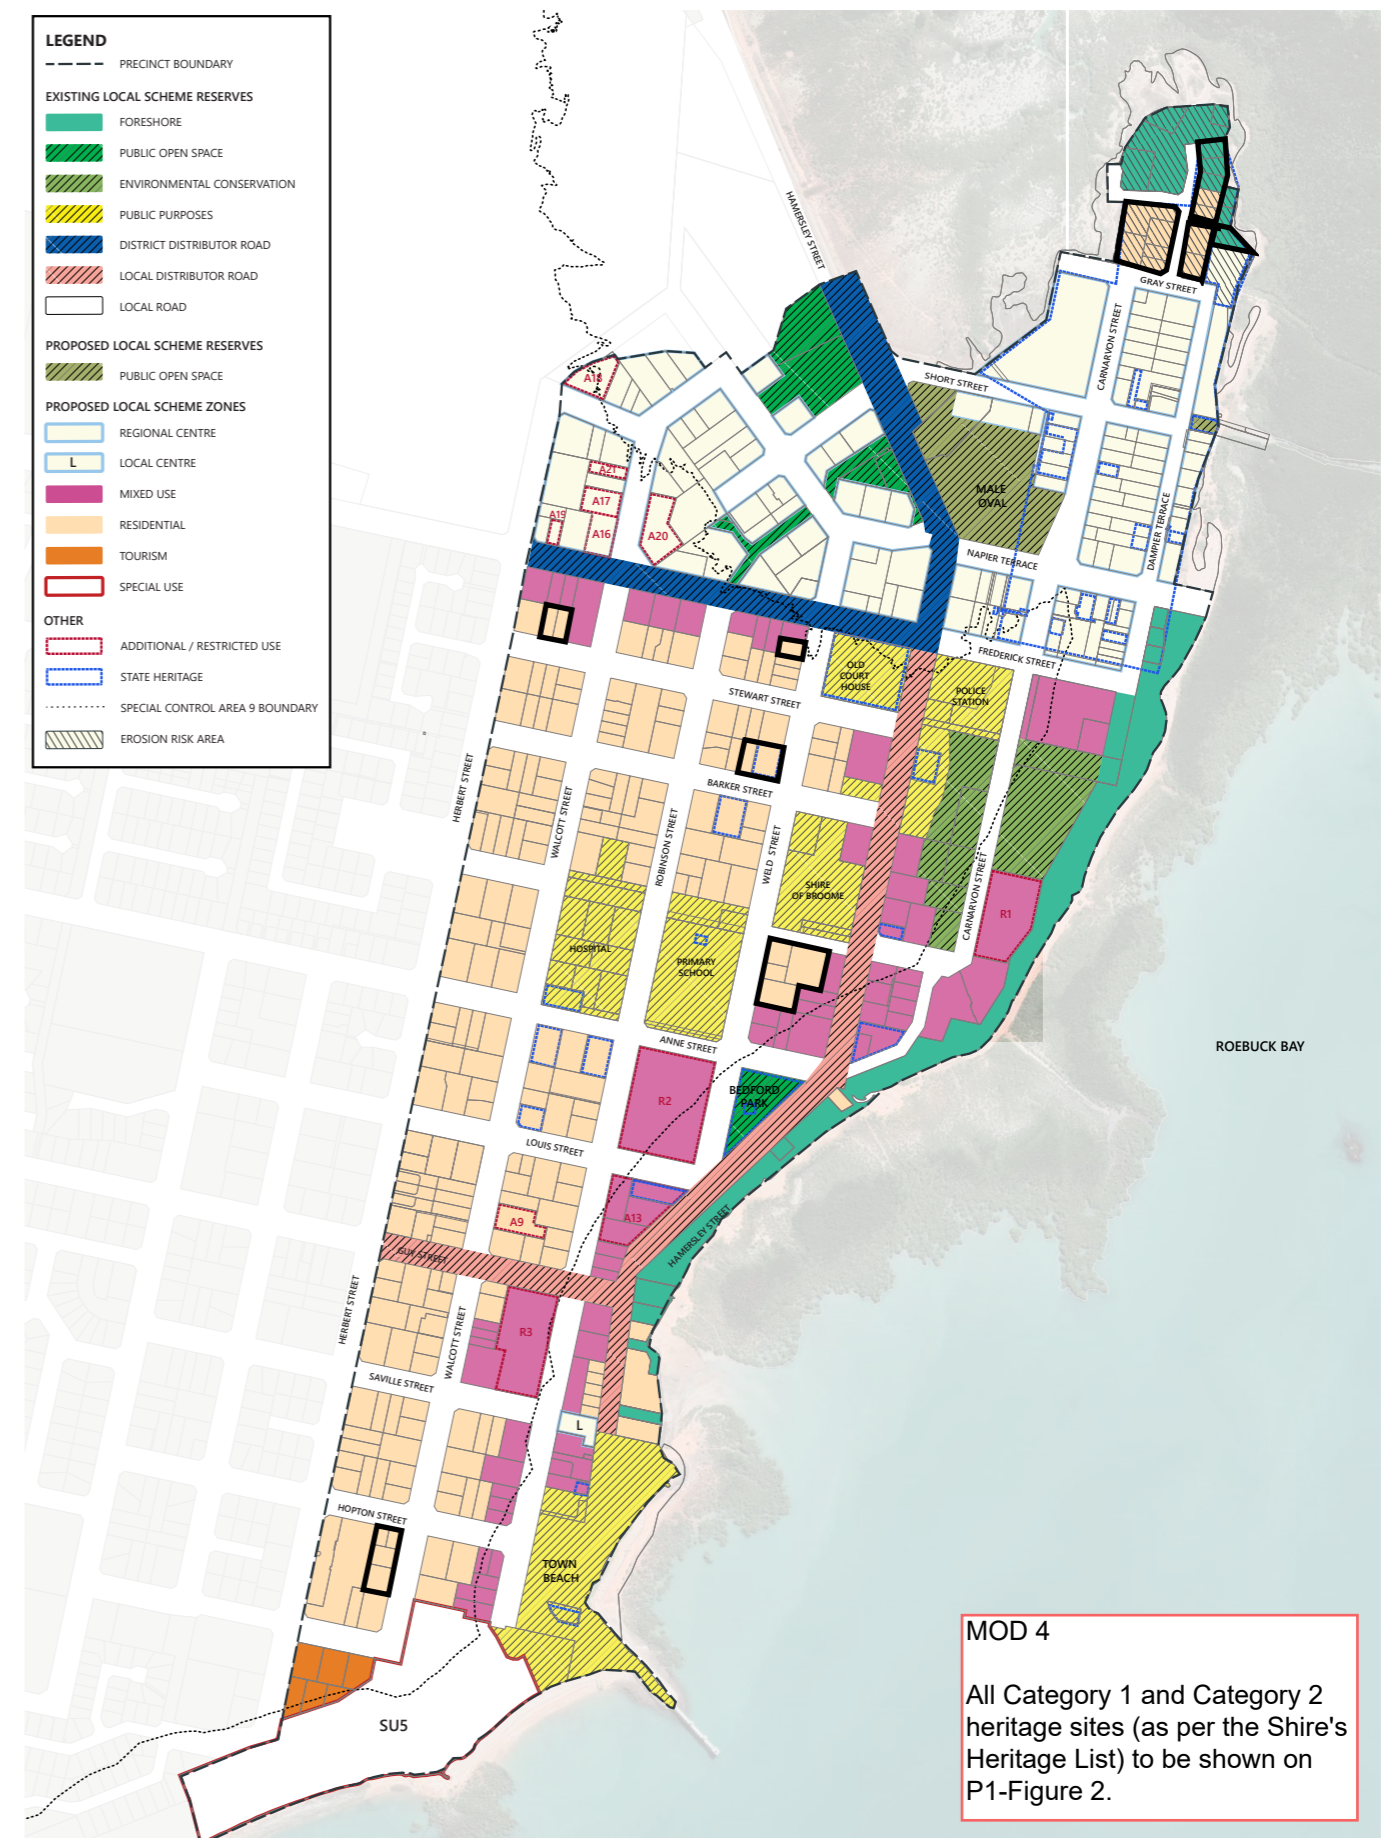 LEGEND
PRECINCT BOUNDARY
EXISTING LOCAL SCHEME RESERVES
FORESHORE
PUBLIC OPEN SPACE
ENVIRONMENTAL CONSERVATION
PUBLIC PURPOSES
DISTRICT DISTRIBUTOR ROAD
LOCAL DISTRIBUTOR ROAD
LOCAL ROAD
PROPOSED LOCAL SCHEME RESERVES
PUBLIC OPEN SPACE
PROPOSED LOCAL SCHEME ZONES
REGIONAL CENTRE
L LOCAL CENTRE
MIXED USE
RESIDENTIAL
TOURISM
SPECIAL USE
OTHER
ADDITIONAL / RESTRICTED USE
STATE HERITAGE
SPECIAL CONTROL AREA 9 BOUNDARY
EROSION RISK AREA
HAMERSLEY STREET
GRAY STREET
CARNARVON STREET
SHORT STREET
A18
A21
A17
A19
A16
A20
MALE
OVAL
DAMPIER TERRACE
NAPIER TERRACE
FREDERICK STREET
OLD
COURT
HOUSE
POLICE
STATION
STEWART STREET
BARKER STREET
HERBERT STREET
WALCOTT STREET
ROBINSON STREET
WELD STREET
SHIRE
OF BROOME
CARNARVON STREET
R1
HOSPITAL
PRIMARY
SCHOOL
ANNE STREET
ROEBUCK BAY
R2
BEDFORD
PARK
LOUIS STREET
A9
A13
HAMERSLEY STREET
GUY STREET
HERBERT STREET
WALCOTT STREET
R3
SAVILLE STREET
L
HOPTON STREET
TOWN
BEACH
SU5
MOD 4
All Category 1 and Category 2
heritage sites (as per the Shire's
Heritage List) to be shown on
P1-Figure 2.